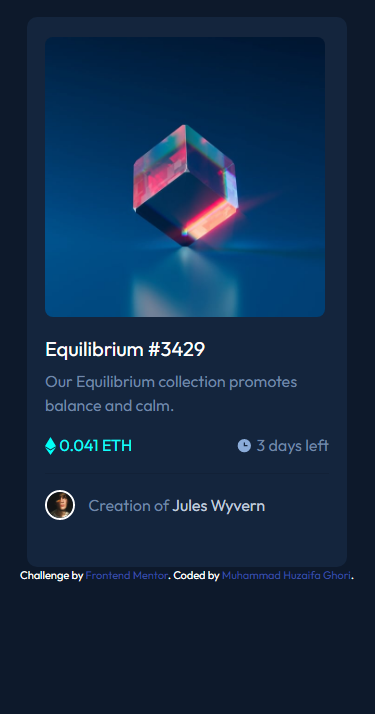 Equilibrium #3429
Our Equilibrium collection promotes
balance and calm.
0.041 ETH 3 days left
Creation of Jules Wyvern
Challenge by Frontend Mentor. Coded by Muhammad Huzaifa Ghori.